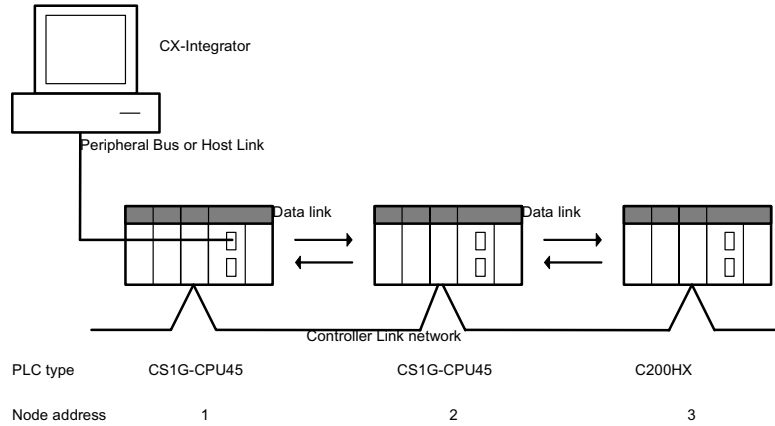 CX-Integrator
Peripheral Bus or Host Link
Data link
Data link
Controller Link network
PLC type CS1G-CPU45 CS1G-CPU45 C200HX
Node address 1 2 3